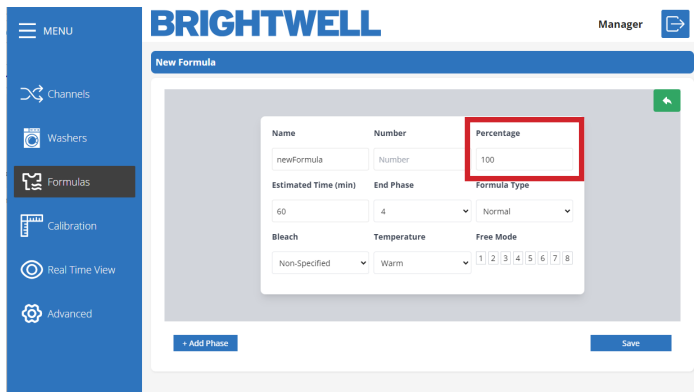 MENU
BRIGHTWELL
Manager
New Formula
Channels
Washers
Formulas
Calibration
Real Time View
Advanced
Name Number Percentage
newFormula Number 100
Estimated Time (min) End Phase Formula Type
60 4 Normal
Bleach Temperature Free Mode
Non-Specified Warm 1 2 3 4 5 6 7 8
+ Add Phase Save